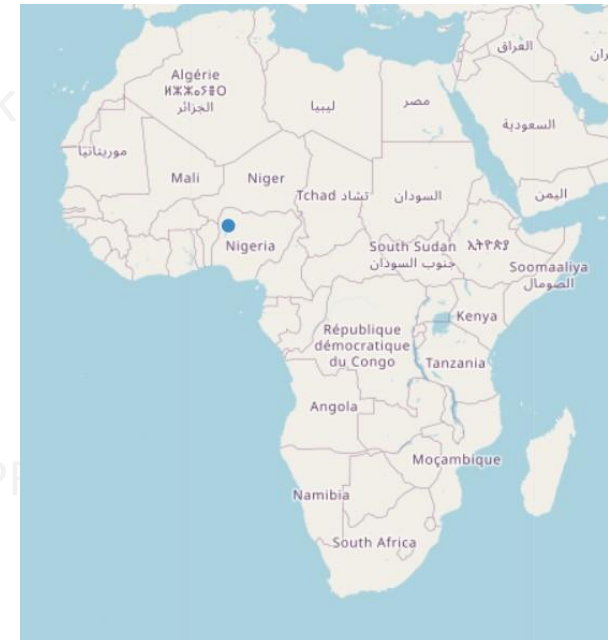 العراق
Algérie
ⵍⵣⵣⴰⵢⴻⵔ
الجزائر
ليبيا
مصر
السعودية
موريتانيا
Mali
Niger
Tchad تشاد
السودان
اليمن
Nigeria
South Sudan
جنوب السودان
ኢትዮጵያ
Soomaaliya
الصومال
Kenya
République
démocratique
du Congo
Tanzania
Angola
Moçambique
Namibia
South Africa